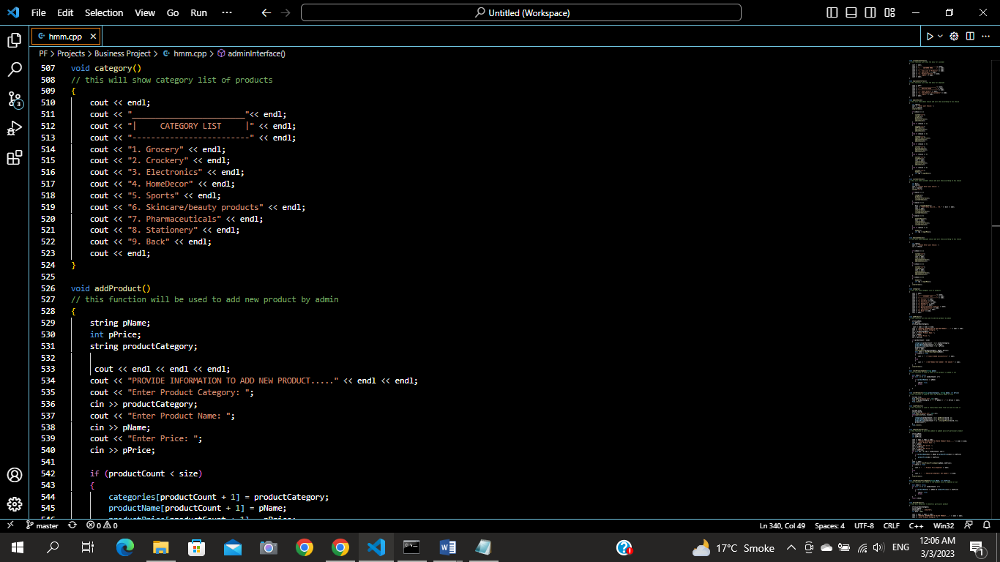 File Edit Selection View Go Run ··· Untitled (Workspace)
hmm.cpp
PF > Projects > Business Project > hmm.cpp > adminInterface()
507 void category()
508 // this will show category list of products
509 {
510 cout << endl;
511 cout << "________________________"<< endl;
512 cout << "|     CATEGORY LIST     |" << endl;
513 cout << "-------------------------" << endl;
514 cout << "1. Grocery" << endl;
515 cout << "2. Crockery" << endl;
516 cout << "3. Electronics" << endl;
517 cout << "4. HomeDecor" << endl;
518 cout << "5. Sports" << endl;
519 cout << "6. Skincare/beauty products" << endl;
520 cout << "7. Pharmaceuticals" << endl;
521 cout << "8. Stationery" << endl;
522 cout << "9. Back" << endl;
523 cout << endl;
524 }
525
526 void addProduct()
527 // this function will be used to add new product by admin
528 {
529 string pName;
530 int pPrice;
531 string productCategory;
532
533 cout << endl << endl << endl;
534 cout << "PROVIDE INFORMATION TO ADD NEW PRODUCT....." << endl << endl;
535 cout << "Enter Product Category: ";
536 cin >> productCategory;
537 cout << "Enter Product Name: ";
538 cin >> pName;
539 cout << "Enter Price: ";
540 cin >> pPrice;
541
542 if (productCount < size)
543 {
544 categories[productCount + 1] = productCategory;
545 productName[productCount + 1] = pName;
3
master 0 0 Ln 340, Col 49 Spaces: 4 UTF-8 CRLF C++ Win32
17°C Smoke ENG 12:06 AM
3/3/2023 1